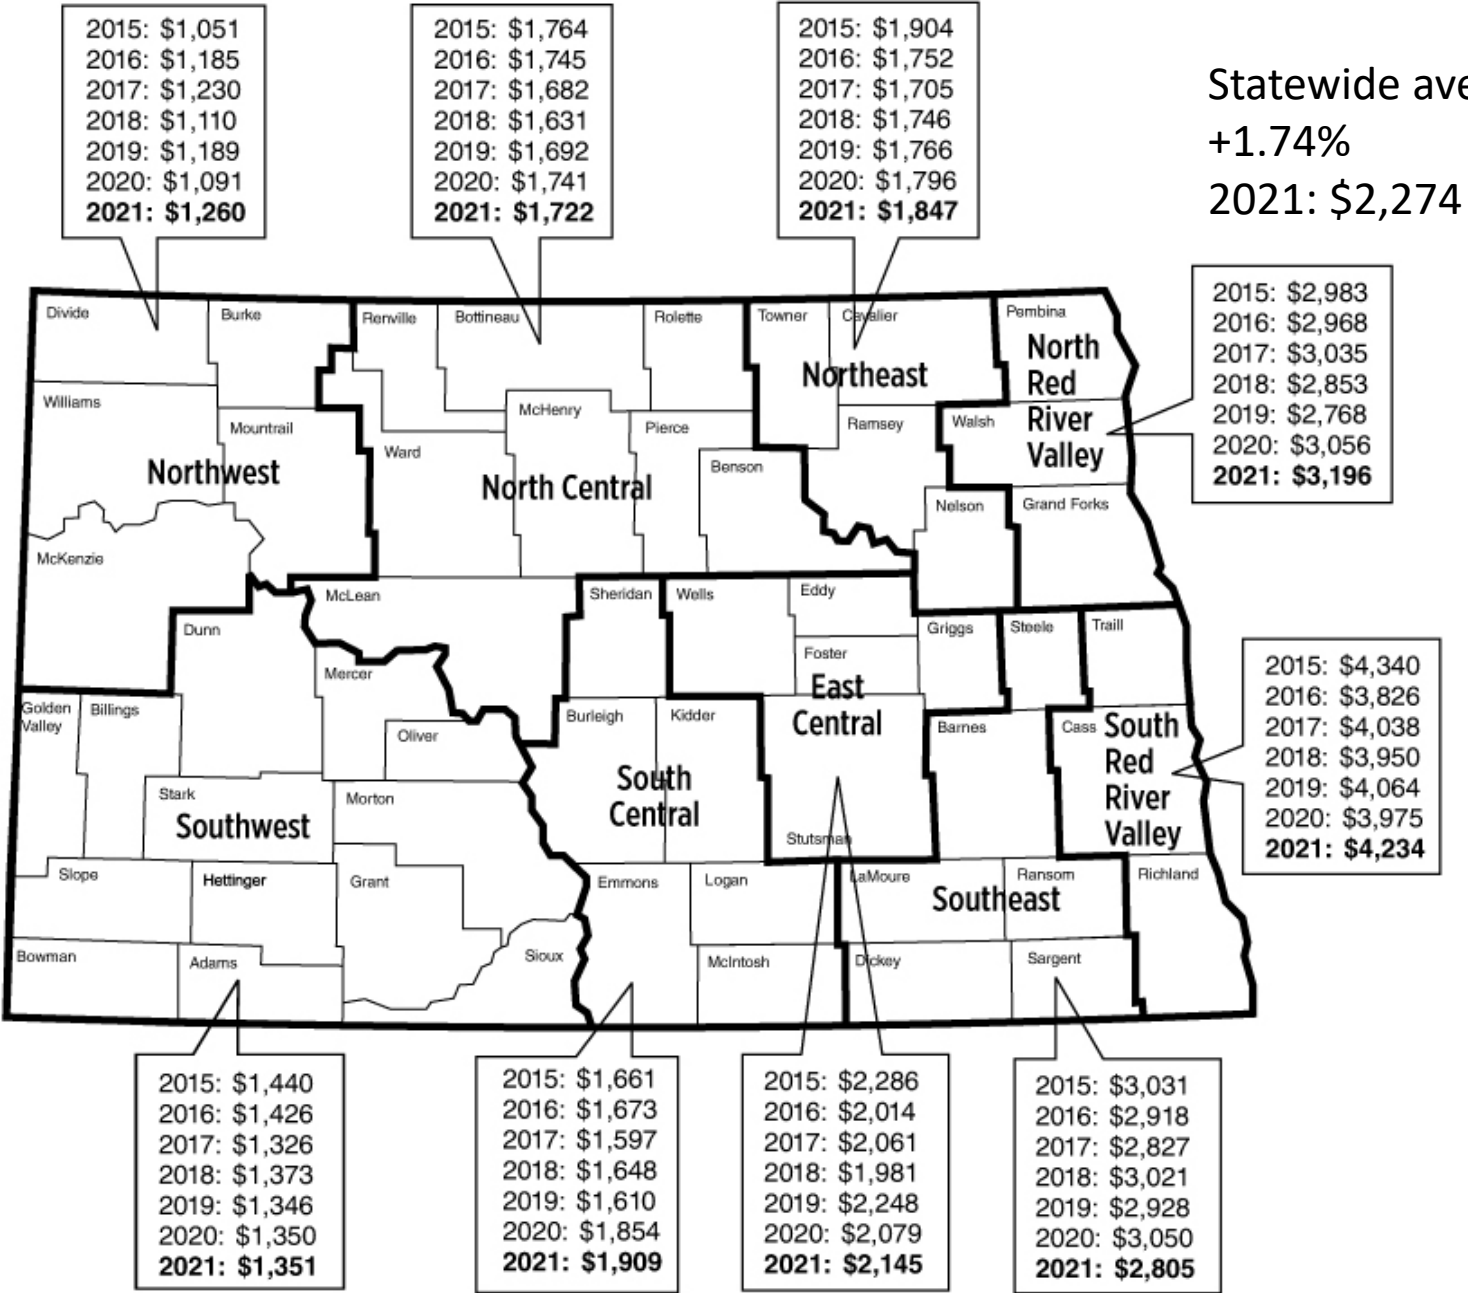 2015: $1,051
2016: $1,185
2017: $1,230
2018: $1,110
2019: $1,189
2020: $1,091
2021: $1,260
2015: $1,764
2016: $1,745
2017: $1,682
2018: $1,631
2019: $1,692
2020: $1,741
2021: $1,722
2015: $1,904
2016: $1,752
2017: $1,705
2018: $1,746
2019: $1,766
2020: $1,796
2021: $1,847
Statewide ave
+1.74%
2021: $2,274
2015: $2,983
2016: $2,968
2017: $3,035
2018: $2,853
2019: $2,768
2020: $3,056
2021: $3,196
Divide
Burke
Renville
Bottineau
Rolette
Towner
Cavalier
Pembina
North
Red
River
Valley
Northeast
Williams
Mountrail
McHenry
Pierce
Ramsey
Walsh
Ward
Benson
Northwest
North Central
Nelson
Grand Forks
McKenzie
McLean
Sheridan
Wells
Eddy
Dunn
Griggs
Steele
Traill
Foster
Mercer
East
Central
Golden
Valley
Billings
Oliver
Burleigh
Kidder
Barnes
Cass
South
Red
River
Valley
2015: $4,340
2016: $3,826
2017: $4,038
2018: $3,950
2019: $4,064
2020: $3,975
2021: $4,234
Stark
Southwest
Morton
South
Central
Stutsman
Slope
Hettinger
Grant
Emmons
Logan
LaMoure
Southeast
Ransom
Richland
Bowman
Adams
Sioux
McIntosh
Dickey
Sargent
2015: $1,440
2016: $1,426
2017: $1,326
2018: $1,373
2019: $1,346
2020: $1,350
2021: $1,351
2015: $1,661
2016: $1,673
2017: $1,597
2018: $1,648
2019: $1,610
2020: $1,854
2021: $1,909
2015: $2,286
2016: $2,014
2017: $2,061
2018: $1,981
2019: $2,248
2020: $2,079
2021: $2,145
2015: $3,031
2016: $2,918
2017: $2,827
2018: $3,021
2019: $2,928
2020: $3,050
2021: $2,805